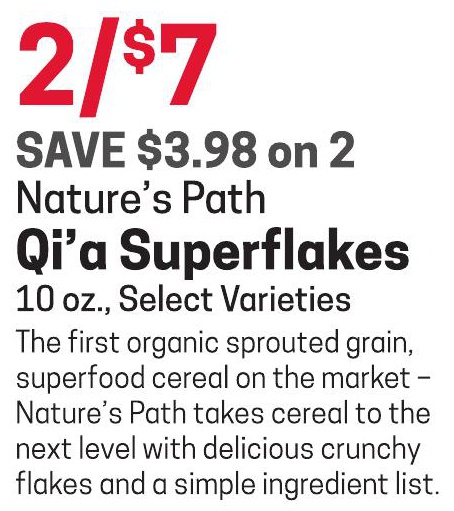 2/$7
SAVE $3.98 on 2
Nature's Path
Qi'a Superflakes
10 oz., Select Varieties
The first organic sprouted grain,
superfood cereal on the market –
Nature's Path takes cereal to the
next level with delicious crunchy
flakes and a simple ingredient list.